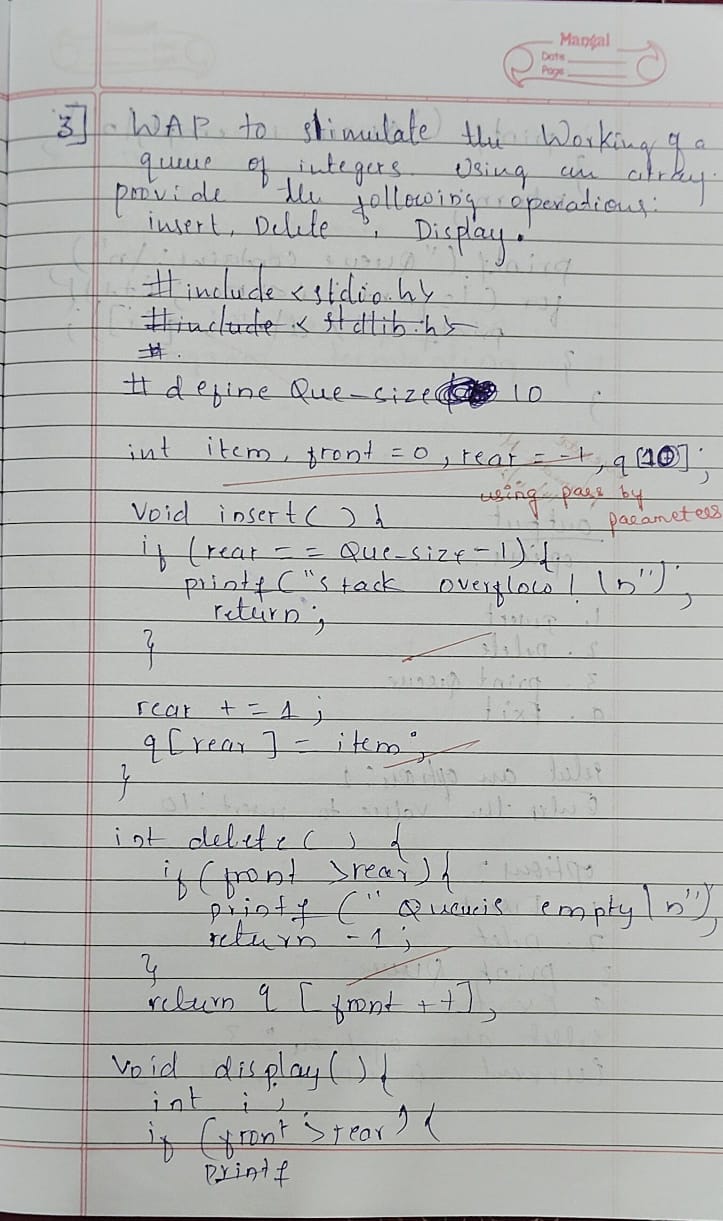 Mangal
Date
Page
3] WAP to stimulate the Working of a
queue of integers using an array.
provide the following operations:
insert, Delete, Display.
#include <stdio.h>
#include <stdlib.h>
#.
#define Que-size 10
int item, front = 0, rear = -1, q[10];
using pass by
parameters
void insert() {
if (rear == Que-size-1) {
printf("stack overflow! \n");
return;
}
rear += 1;
q[rear] = item;
}
int delete() {
if (front > rear) {
printf ("Queueis empty \n");
return -1;
}
return q [front ++];
void display() {
int i;
if (front > rear) {
printf